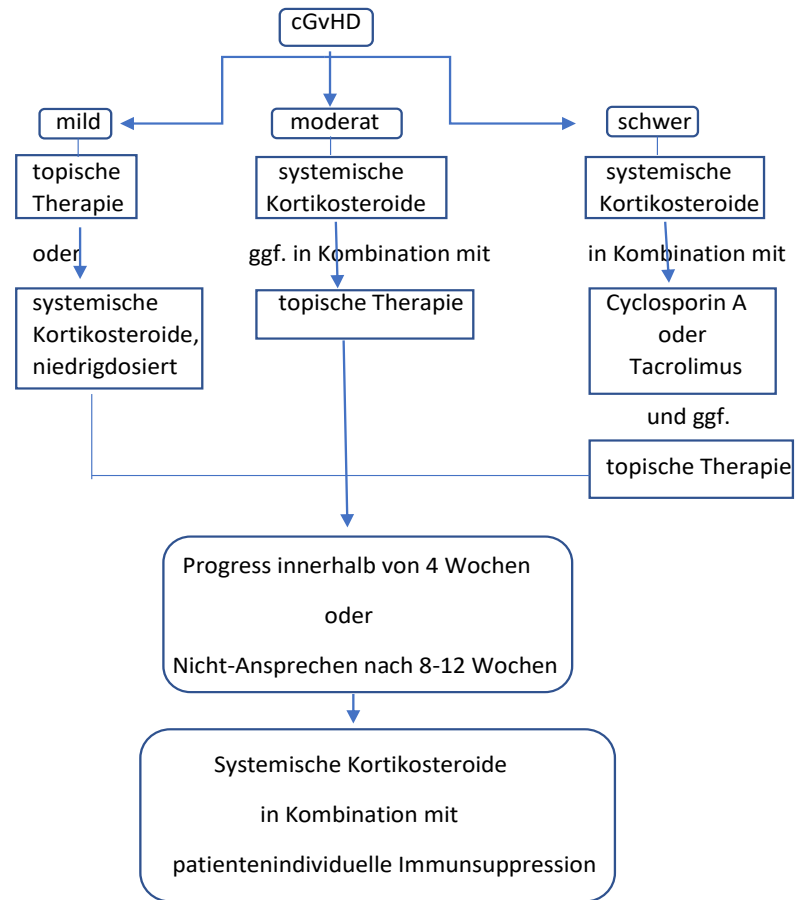 cGvHD
mild
moderat
schwer
topische
Therapie
systemische
Kortikosteroide
systemische
Kortikosteroide
oder
ggf. in Kombination mit
in Kombination mit
systemische
Kortikosteroide,
niedrigdosiert
topische Therapie
Cyclosporin A
oder
Tacrolimus
und ggf.
topische Therapie
Progress innerhalb von 4 Wochen
oder
Nicht-Ansprechen nach 8-12 Wochen
Systemische Kortikosteroide
in Kombination mit
patientenindividuelle Immunsuppression